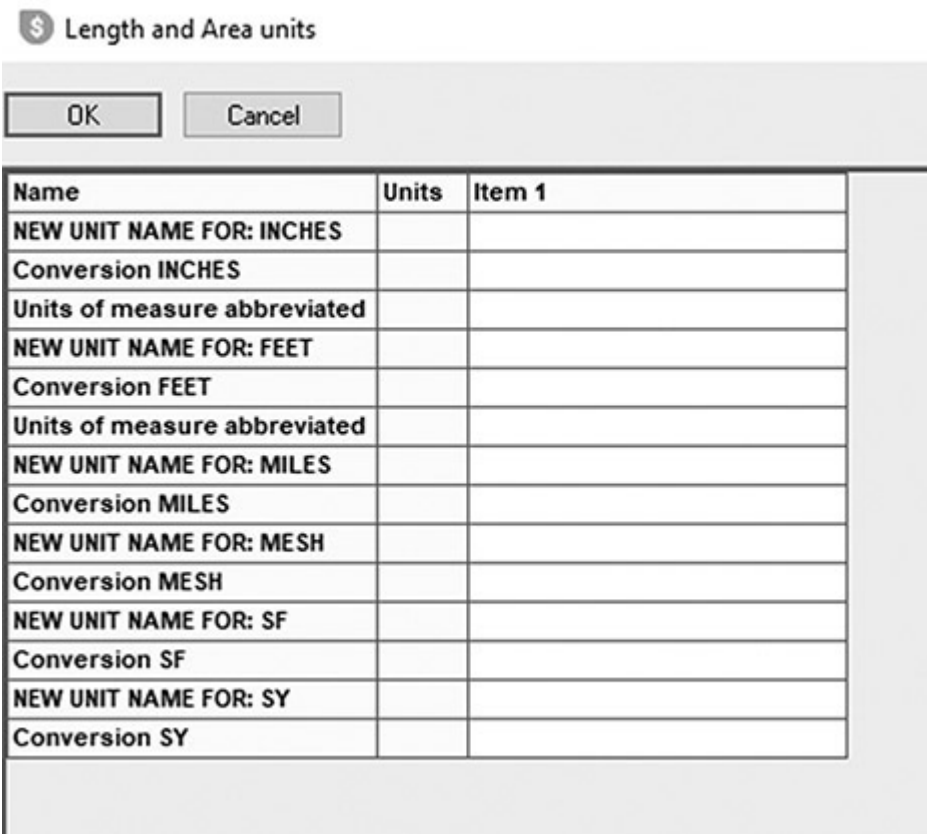 $ Length and Area units
OK Cancel
Name Units Item 1
NEW UNIT NAME FOR: INCHES
Conversion INCHES
Units of measure abbreviated
NEW UNIT NAME FOR: FEET
Conversion FEET
Units of measure abbreviated
NEW UNIT NAME FOR: MILES
Conversion MILES
NEW UNIT NAME FOR: MESH
Conversion MESH
NEW UNIT NAME FOR: SF
Conversion SF
NEW UNIT NAME FOR: SY
Conversion SY